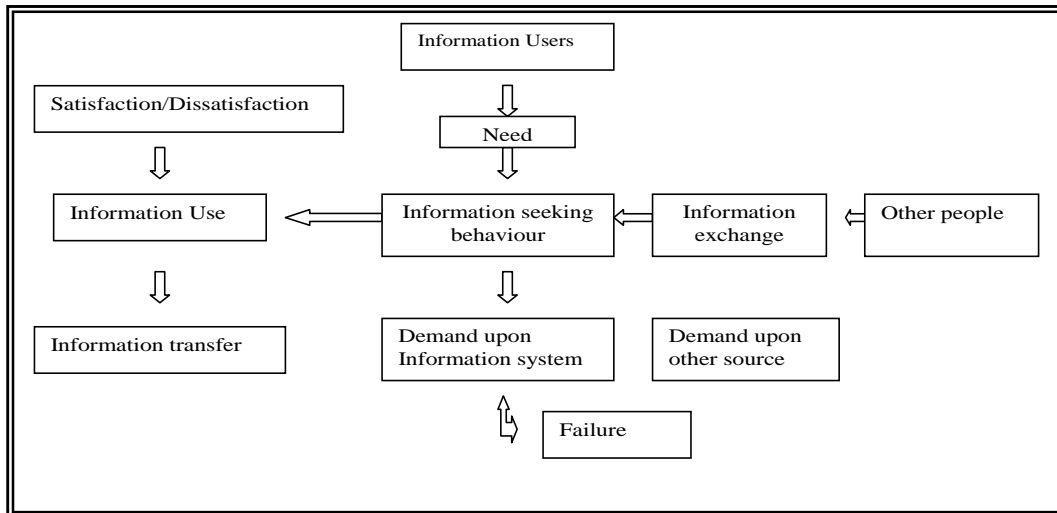 Information Users
Satisfaction/Dissatisfaction
Need
Information Use
Information seeking
behaviour
Information
exchange
Other people
Information transfer
Demand upon
Information system
Demand upon
other source
Failure